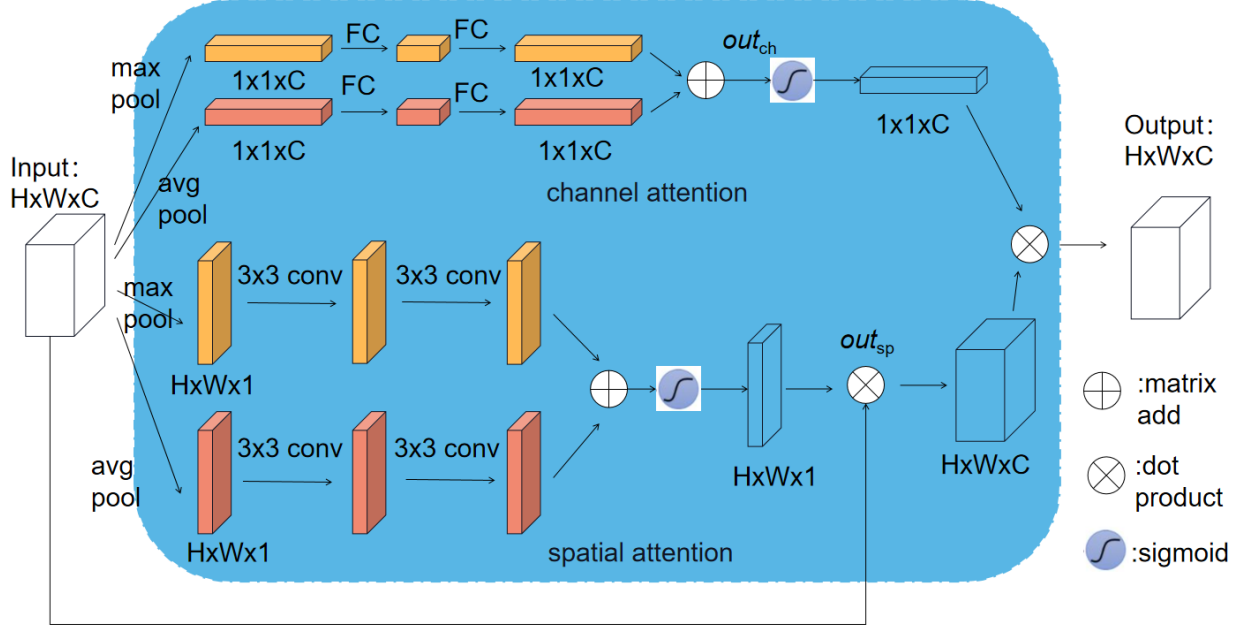 FC
FC
out_ch
max
pool
1x1xC
FC
FC
1x1xC
1x1xC
1x1xC
1x1xC
Input：
HxWxC
avg
pool
channel attention
Output：
HxWxC
max
pool
3x3 conv
3x3 conv
HxWx1
out_sp
:matrix
add
avg
pool
3x3 conv
3x3 conv
HxWx1
HxWxC
:dot
product
HxWx1
spatial attention
:sigmoid